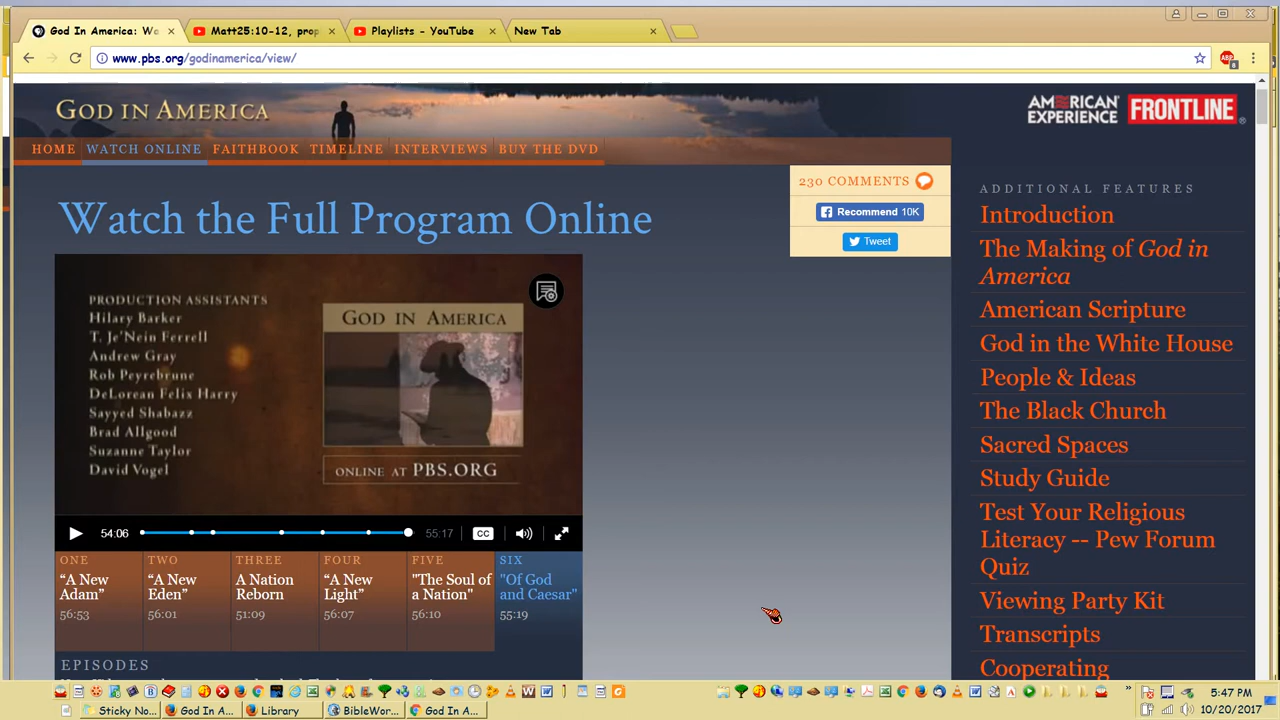 God In America: Wa
Matt25:10-12, prop
Playlists - YouTube
New Tab
www.pbs.org/godinamerica/view/
ABP
8
GOD IN AMERICA
AMERICAN
EXPERIENCE
FRONTLINE
HOME
WATCH ONLINE
FAITHBOOK
TIMELINE
INTERVIEWS
BUY THE DVD
230 COMMENTS
Recommend 10K
Tweet
Watch the Full Program Online
PRODUCTION ASSISTANTS
Hilary Barker
T. Je'Nein Ferrell
Andrew Gray
Rob Peyrebrune
DeLorean Felix Harry
Sayyed Shabazz
Brad Allgood
Suzanne Taylor
David Vogel
GOD IN AMERICA
ONLINE AT PBS.ORG
54:06
55:17
CC
ONE
“A New
Adam”
56:53
TWO
“A New
Eden”
56:01
THREE
A Nation
Reborn
51:09
FOUR
“A New
Light”
56:07
FIVE
"The Soul of
a Nation"
56:10
SIX
"Of God
and Caesar"
55:19
EPISODES
ADDITIONAL FEATURES
Introduction
The Making of God in
America
American Scripture
God in the White House
People & Ideas
The Black Church
Sacred Spaces
Study Guide
Test Your Religious
Literacy -- Pew Forum
Quiz
Viewing Party Kit
Transcripts
Cooperating
5:47 PM
Sticky No...
God In A...
Library
BibleWor...
God In A...
10/20/2017